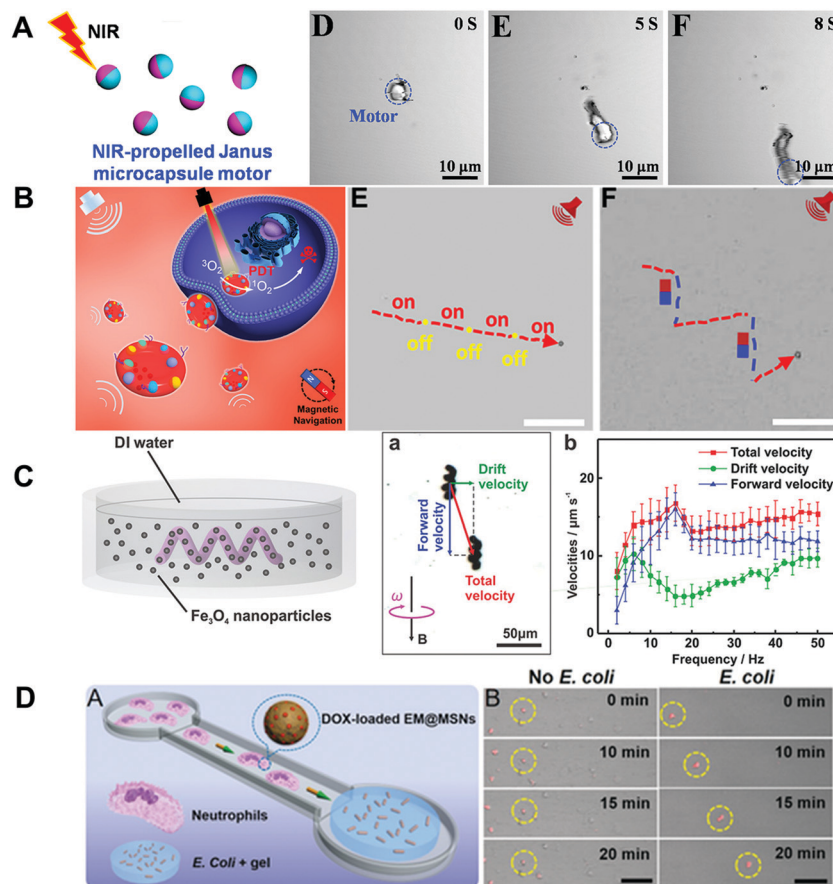 A
NIR
NIR-propelled Janus
microcapsule motor
D
0 S
Motor
10 µm
E
5 S
10 µm
F
8 S
10 µm
B
³O₂
PDT
¹O₂
N
S
Magnetic
Navigation
E
on on on on
off off off
F
C
DI water
Fe₃O₄ nanoparticles
a
Drift
velocity
Forward
velocity
Total
velocity
ω
B
50µm
b
Total velocity
Drift velocity
Forward velocity
Velocities / µm s⁻¹
20
10
0
0 10 20 30 40 50
Frequency / Hz
D
A
DOX-loaded EM@MSNs
Neutrophils
E. Coli + gel
B
No E. coli E. coli
0 min 0 min
10 min 10 min
15 min 15 min
20 min 20 min